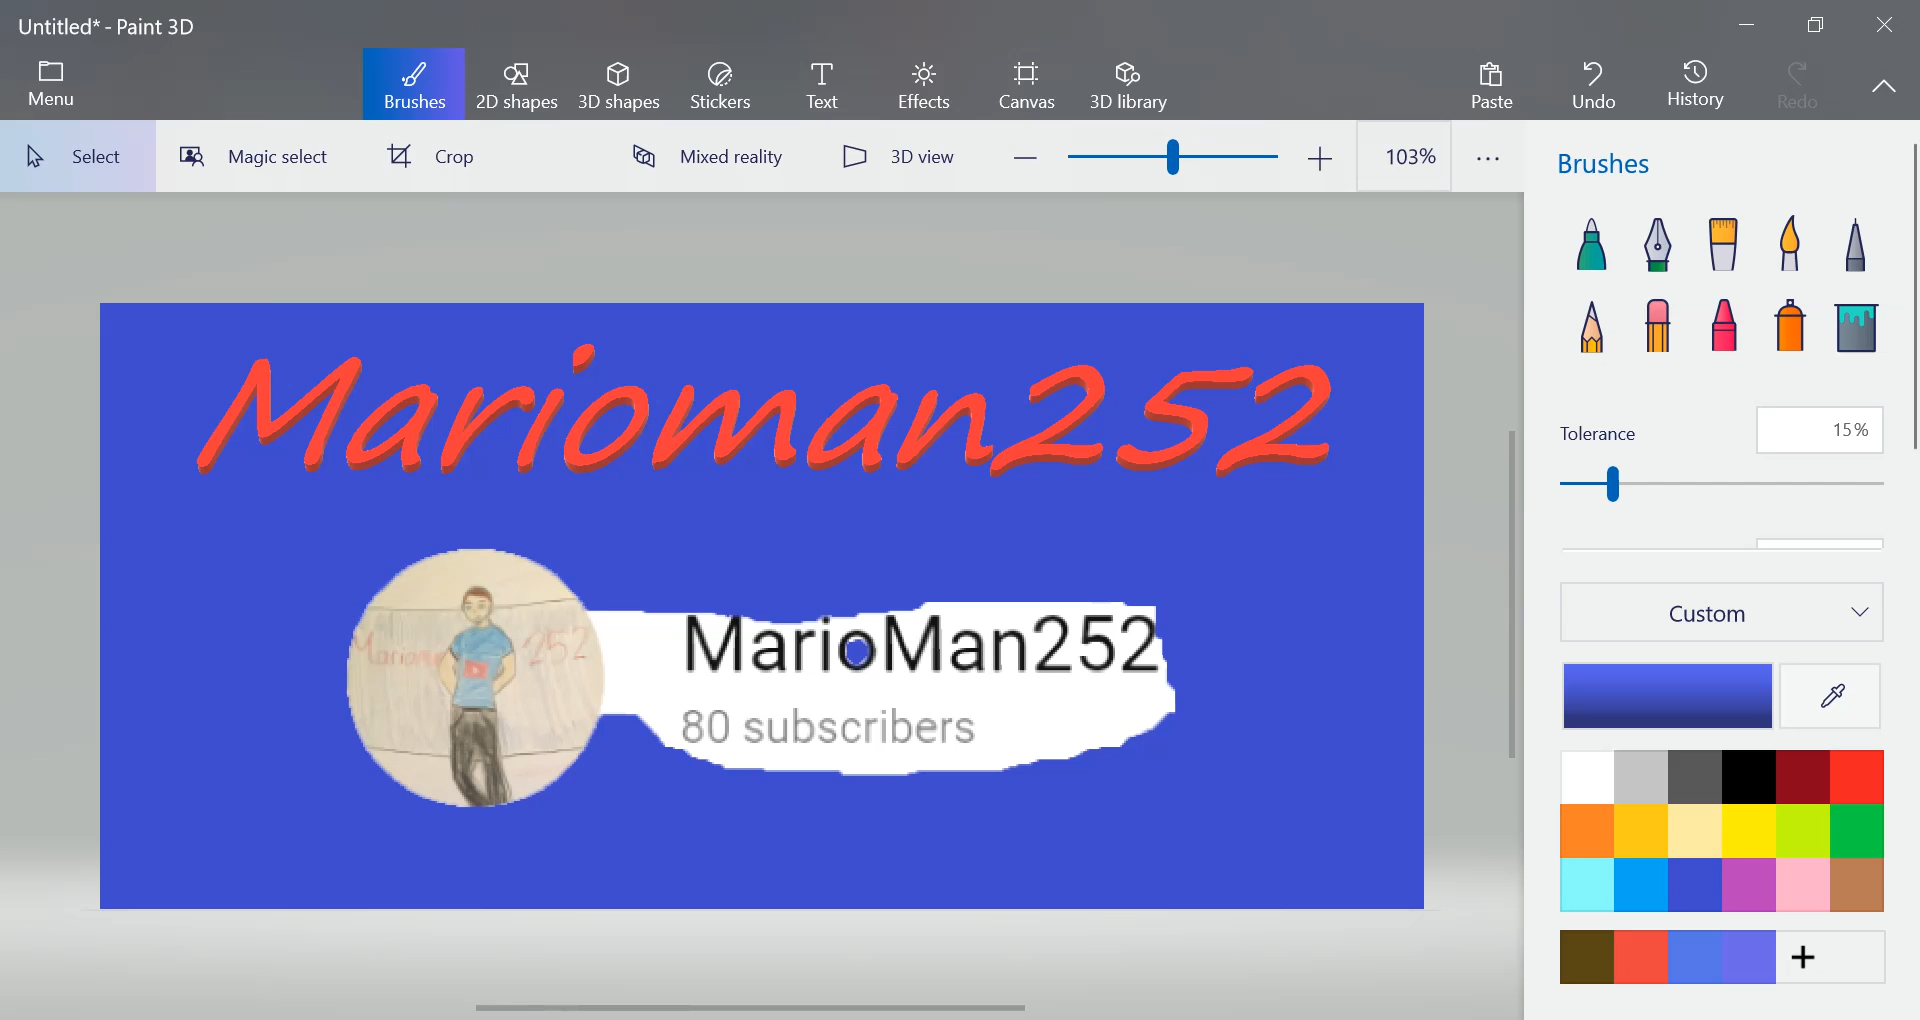 Untitled* - Paint 3D
Menu
Brushes
2D shapes
3D shapes
Stickers
Text
Effects
Canvas
3D library
Paste
Undo
History
Redo
Select
Magic select
Crop
Mixed reality
3D view
103%
Brushes
Tolerance
15%
Custom
Marioman252
MarioMan252
80 subscribers
252